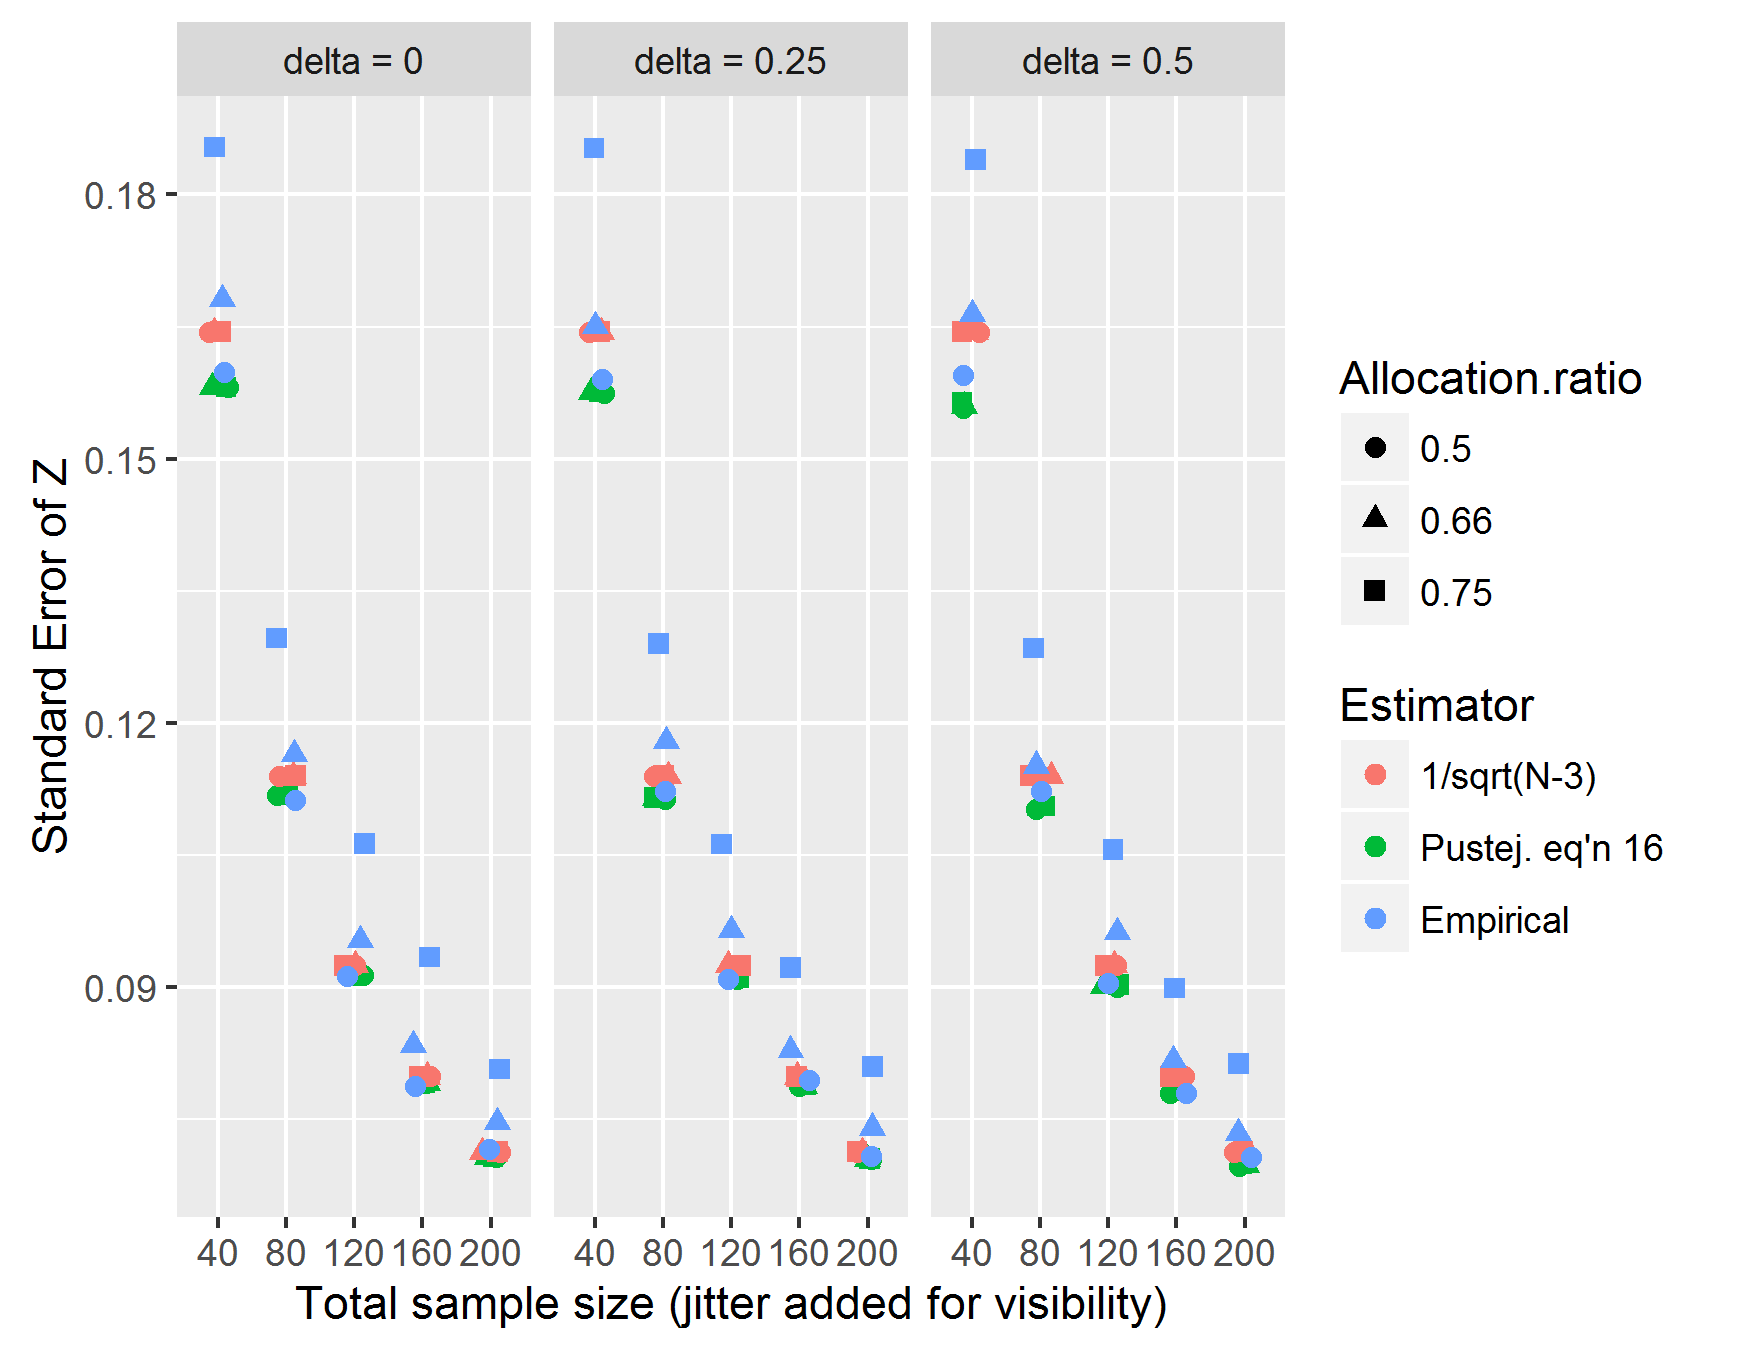 delta = 0
delta = 0.25
delta = 0.5
Standard Error of Z
0.18
0.15
0.12
0.09
40 80 120 160 200
40 80 120 160 200
40 80 120 160 200
Total sample size (jitter added for visibility)
Allocation.ratio
0.5
0.66
0.75
Estimator
1/sqrt(N-3)
Pustej. eq'n 16
Empirical